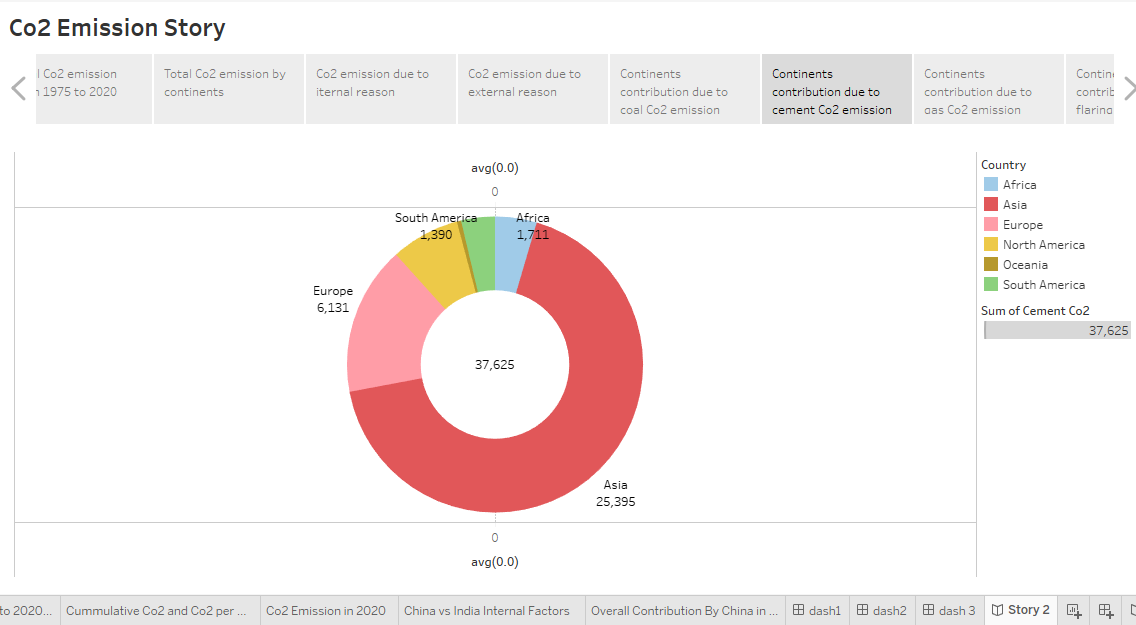 Co2 Emission Story
l Co2 emission
1975 to 2020
Total Co2 emission by
continents
Co2 emission due to
iternal reason
Co2 emission due to
external reason
Continents
contribution due to
coal Co2 emission
Continents
contribution due to
cement Co2 emission
Continents
contribution due to
gas Co2 emission
Contin
contrib
flaring
avg(0.0)
0
South America
1,390
Africa
1,711
Europe
6,131
37,625
Asia
25,395
0
avg(0.0)
Country
Africa
Asia
Europe
North America
Oceania
South America
Sum of Cement Co2
37,625
to 2020...
Cummulative Co2 and Co2 per ...
Co2 Emission in 2020
China vs India Internal Factors
Overall Contribution By China in ...
dash1
dash2
dash 3
Story 2